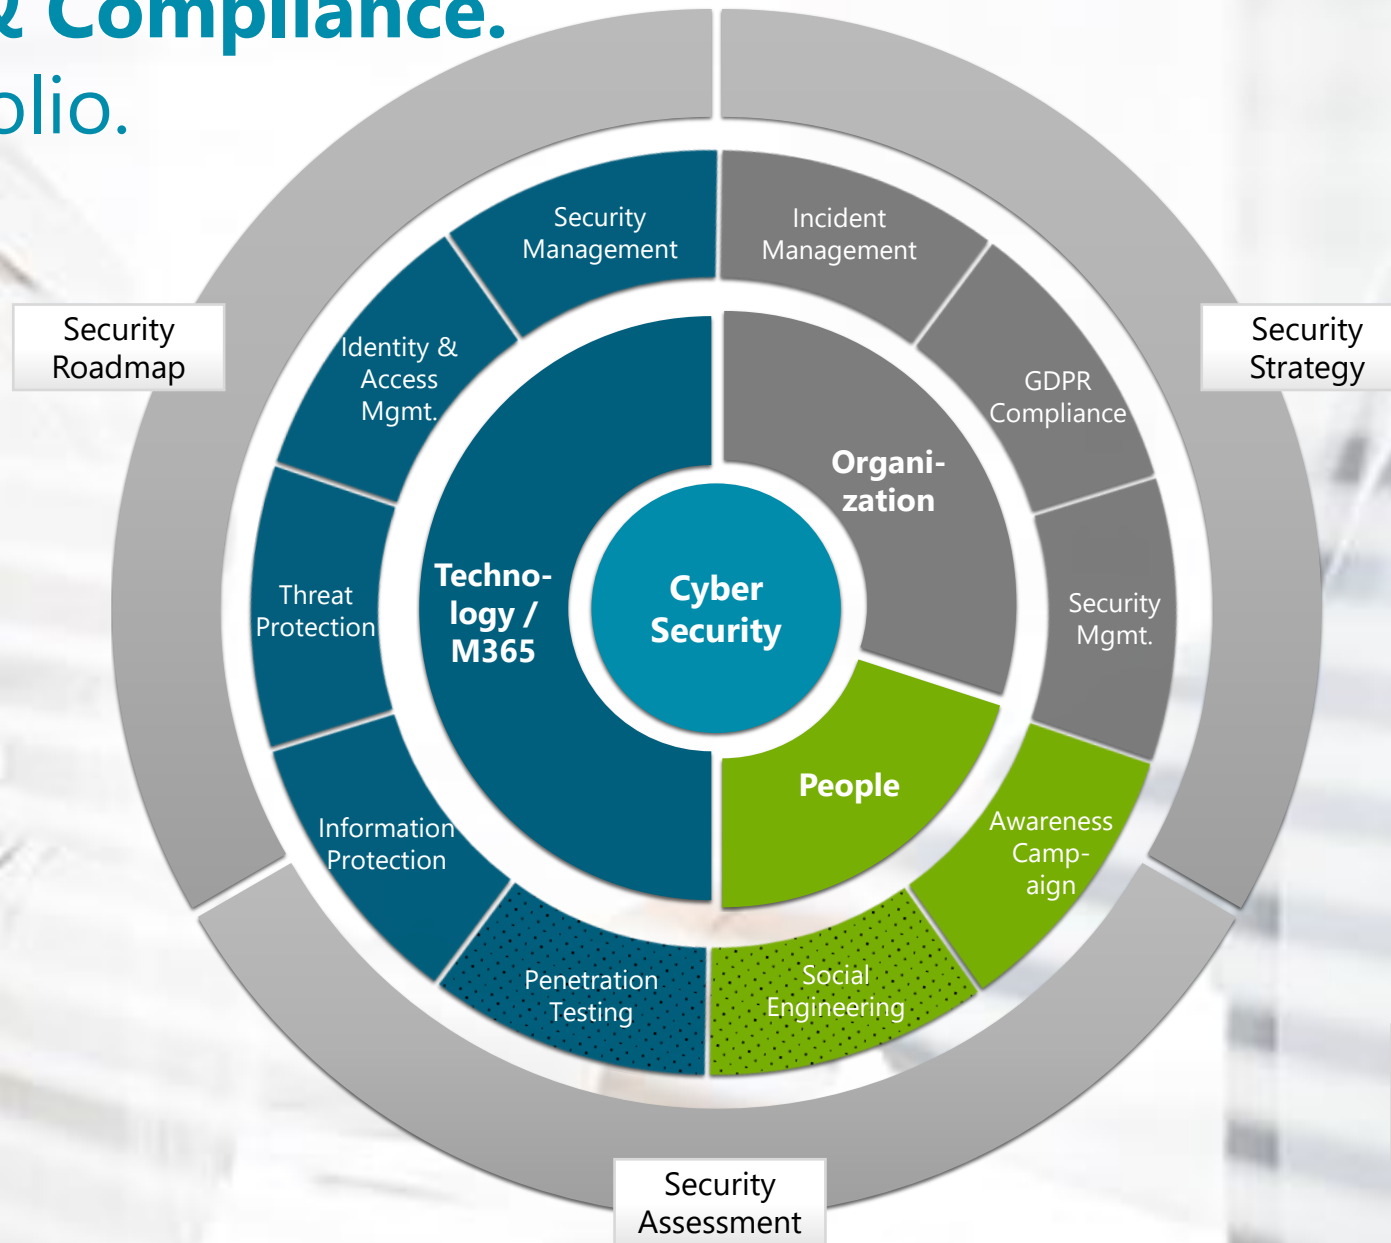 & Compliance.
olio.
Security
Management
Incident
Management
Security
Roadmap
Security
Strategy
Identity &
Access
Mgmt.
GDPR
Compliance
Organi-
zation
Threat
Protection
Techno-
logy /
M365
Cyber
Security
Security
Mgmt.
People
Information
Protection
Awareness
Camp-
aign
Penetration
Testing
Social
Engineering
Security
Assessment